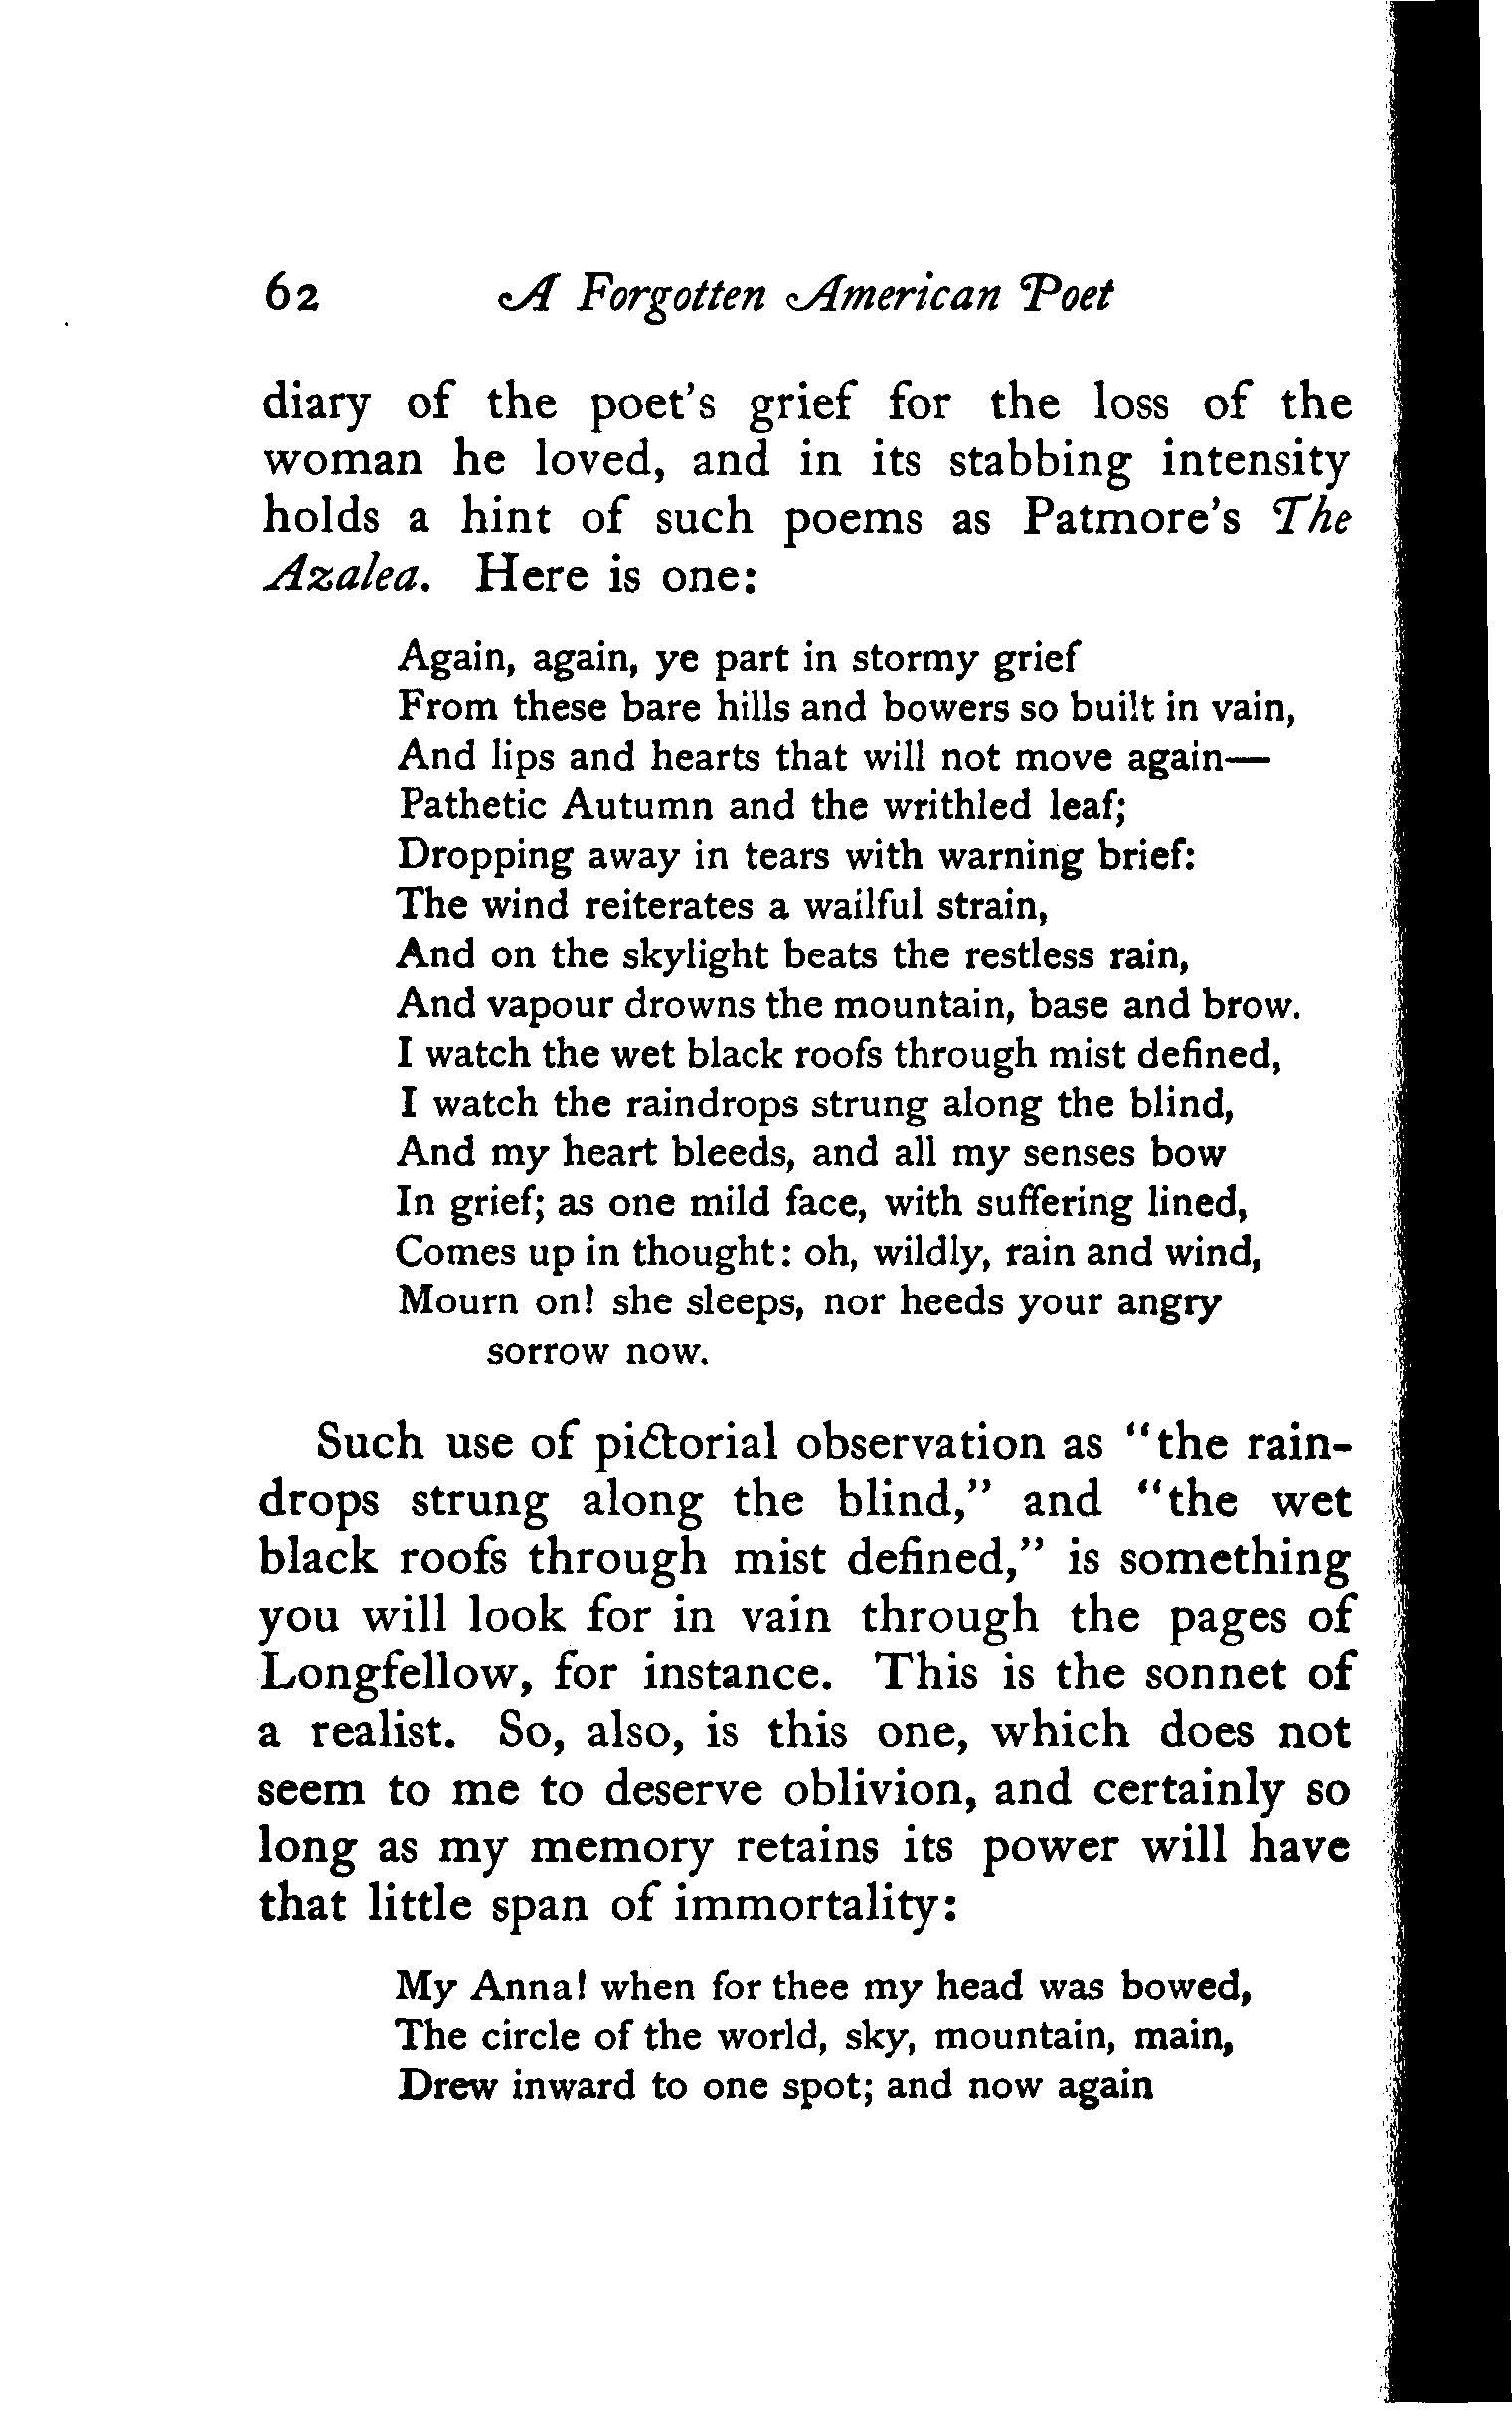 62 A Forgotten American Poet
diary of the poet's grief for the loss of the
woman he loved, and in its stabbing intensity
holds a hint of such poems as Patmore's The
Azalea. Here is one:
Again, again, ye part in stormy grief
From these bare hills and bowers so built in vain,
And lips and hearts that will not move again—
Pathetic Autumn and the writhled leaf;
Dropping away in tears with warning brief:
The wind reiterates a wailful strain,
And on the skylight beats the restless rain,
And vapour drowns the mountain, base and brow.
I watch the wet black roofs through mist defined,
I watch the raindrops strung along the blind,
And my heart bleeds, and all my senses bow
In grief; as one mild face, with suffering lined,
Comes up in thought: oh, wildly, rain and wind,
Mourn on! she sleeps, nor heeds your angry
sorrow now.
Such use of pictorial observation as "the rain-
drops strung along the blind," and "the wet
black roofs through mist defined," is something
you will look for in vain through the pages of
Longfellow, for instance. This is the sonnet of
a realist. So, also, is this one, which does not
seem to me to deserve oblivion, and certainly so
long as my memory retains its power will have
that little span of immortality:
My Anna! when for thee my head was bowed,
The circle of the world, sky, mountain, main,
Drew inward to one spot; and now again